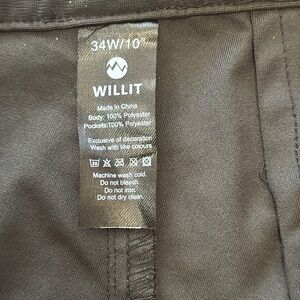 34W/10"
WILLIT
Made in China
Body: 100% Polyester
Pockets:100% Polyester
Exclusive of decoration
Wash with like colours
Machine wash cold.
Do not bleach.
Do not iron.
Do not dry clean.